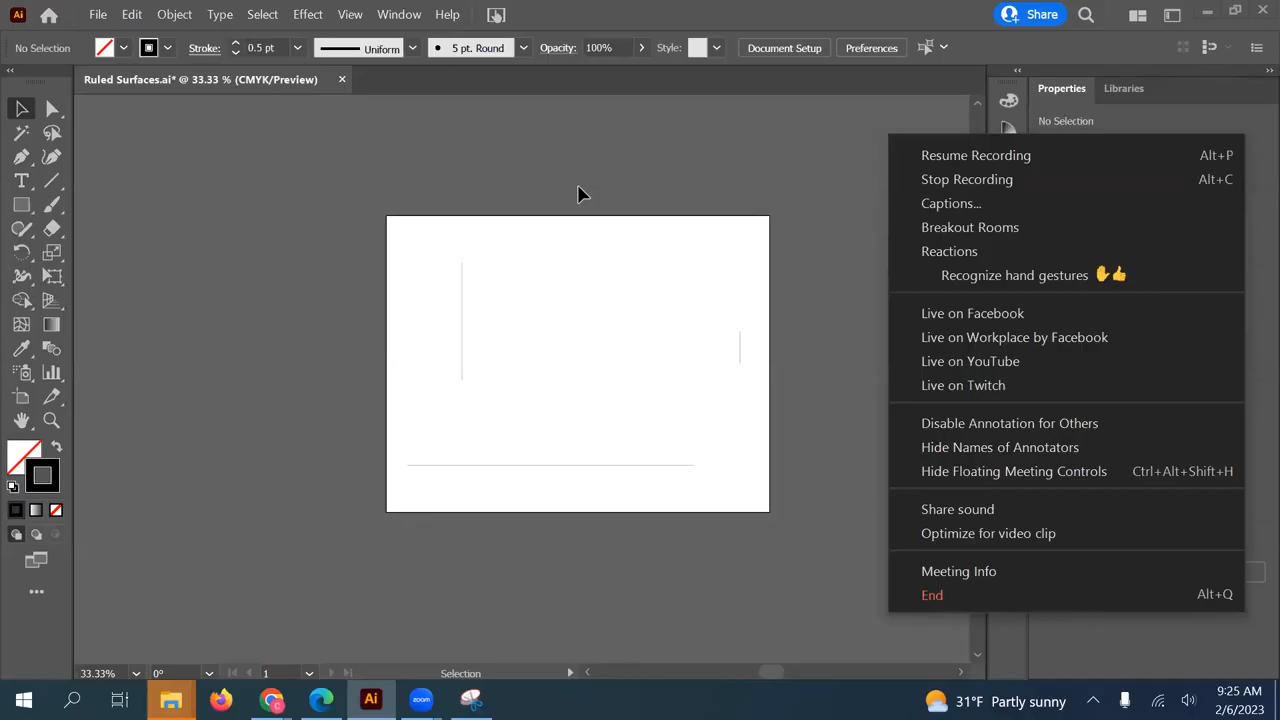 Ai File Edit Object Type Select Effect View Window Help Share
No Selection Stroke: 0.5 pt Uniform 5 pt. Round Opacity: 100% Style: Document Setup Preferences
Ruled Surfaces.ai* @ 33.33 % (CMYK/Preview)
Properties Libraries
No Selection
Resume Recording Alt+P
Stop Recording Alt+C
Captions...
Breakout Rooms
Reactions
Recognize hand gestures ✋👍
Live on Facebook
Live on Workplace by Facebook
Live on YouTube
Live on Twitch
Disable Annotation for Others
Hide Names of Annotators
Hide Floating Meeting Controls Ctrl+Alt+Shift+H
Share sound
Optimize for video clip
Meeting Info
End Alt+Q
33.33% 0° 1 Selection
Ai zoom 31°F Partly sunny 9:25 AM
2/6/2023